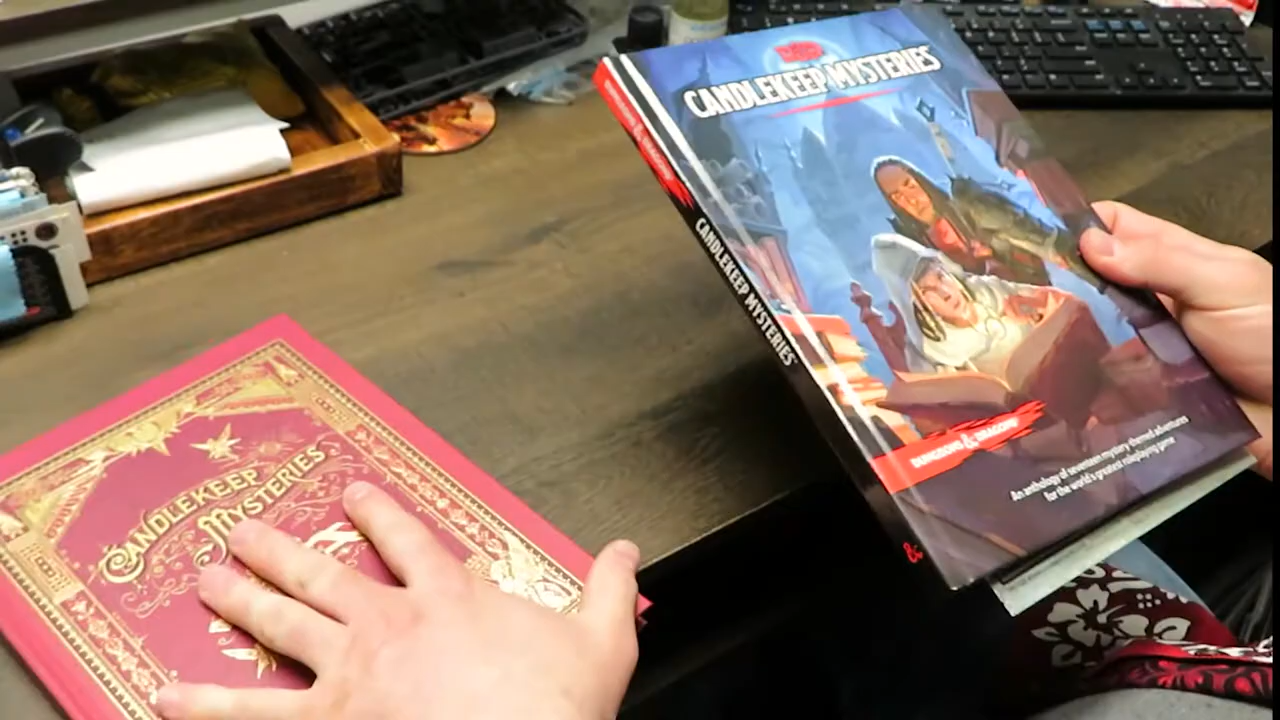 CANDLEKEEP MYSTERIES
DUNGEONS & DRAGONS
CANDLEKEEP MYSTERIES
DUNGEONS & DRAGONS
An anthology of seventeen mystery-themed adventures
for the world's greatest roleplaying game
&
CANDLEKEEP
MYSTERIES